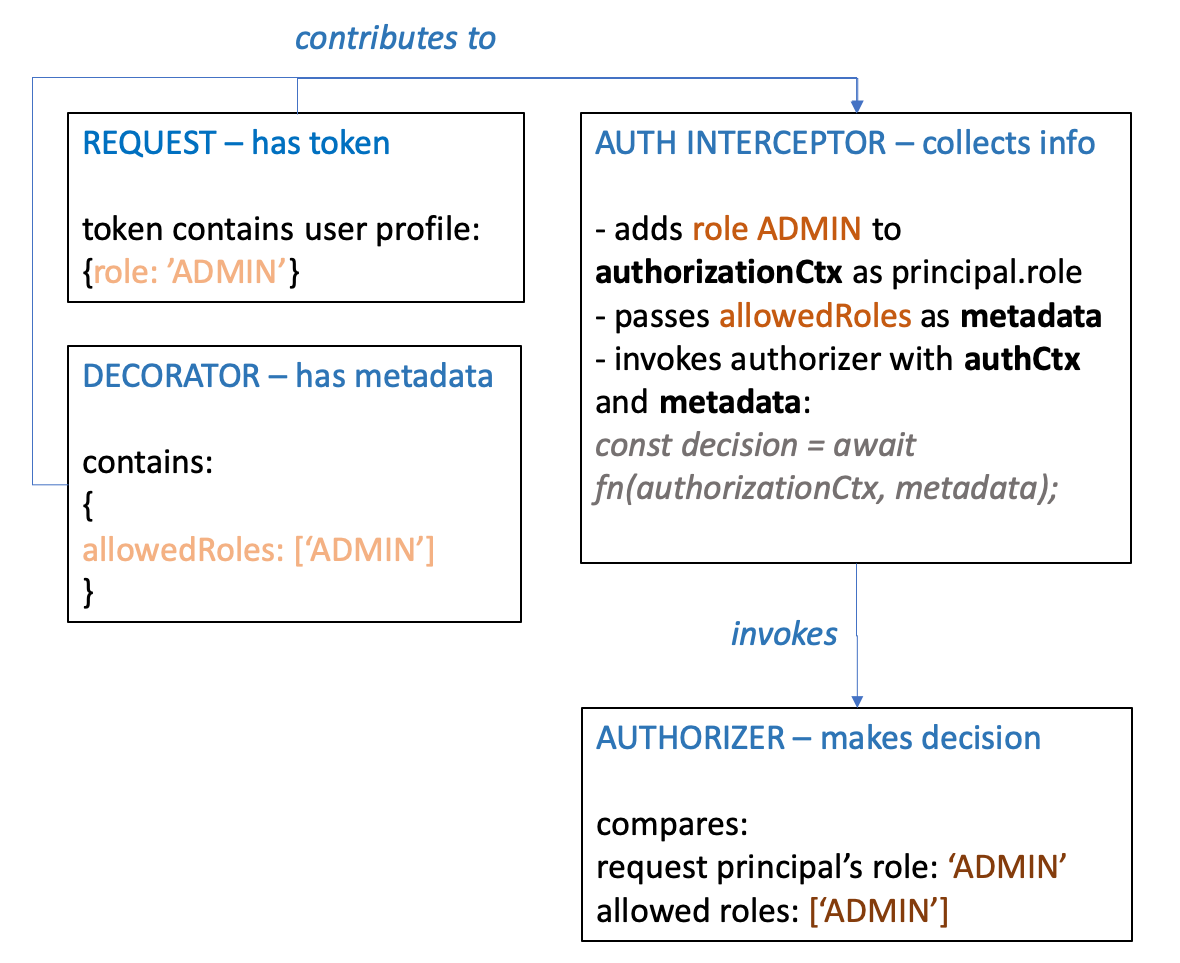 contributes to
REQUEST – has token
token contains user profile:
{role: ’ADMIN’}
DECORATOR – has metadata
contains:
{
allowedRoles: [‘ADMIN’]
}
AUTH INTERCEPTOR – collects info
- adds role ADMIN to
authorizationCtx as principal.role
- passes allowedRoles as metadata
- invokes authorizer with authCtx
and metadata:
const decision = await
fn(authorizationCtx, metadata);
invokes
AUTHORIZER – makes decision
compares:
request principal’s role: ‘ADMIN’
allowed roles: [‘ADMIN’]